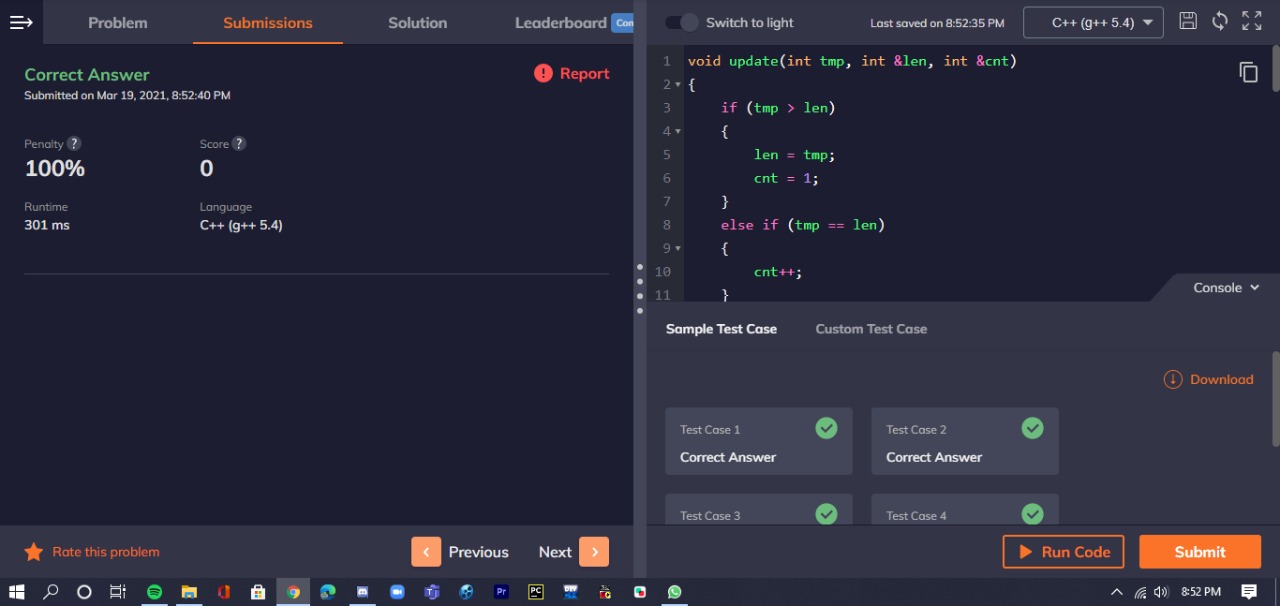 Problem
Submissions
Solution
Leaderboard
Switch to light
Last saved on 8:52:35 PM
C++ (g++ 5.4)
Correct Answer
Submitted on Mar 19, 2021, 8:52:40 PM
! Report
Penalty ?
100%
Score ?
0
Runtime
301 ms
Language
C++ (g++ 5.4)
1 void update(int tmp, int &len, int &cnt)
2 {
3 if (tmp > len)
4 {
5 len = tmp;
6 cnt = 1;
7 }
8 else if (tmp == len)
9 {
10 cnt++;
11 }
Console
Sample Test Case
Custom Test Case
Download
Test Case 1
Correct Answer
Test Case 2
Correct Answer
Test Case 3
Test Case 4
Rate this problem
< Previous
Next >
Run Code
Submit
Pr
PC
8:52 PM